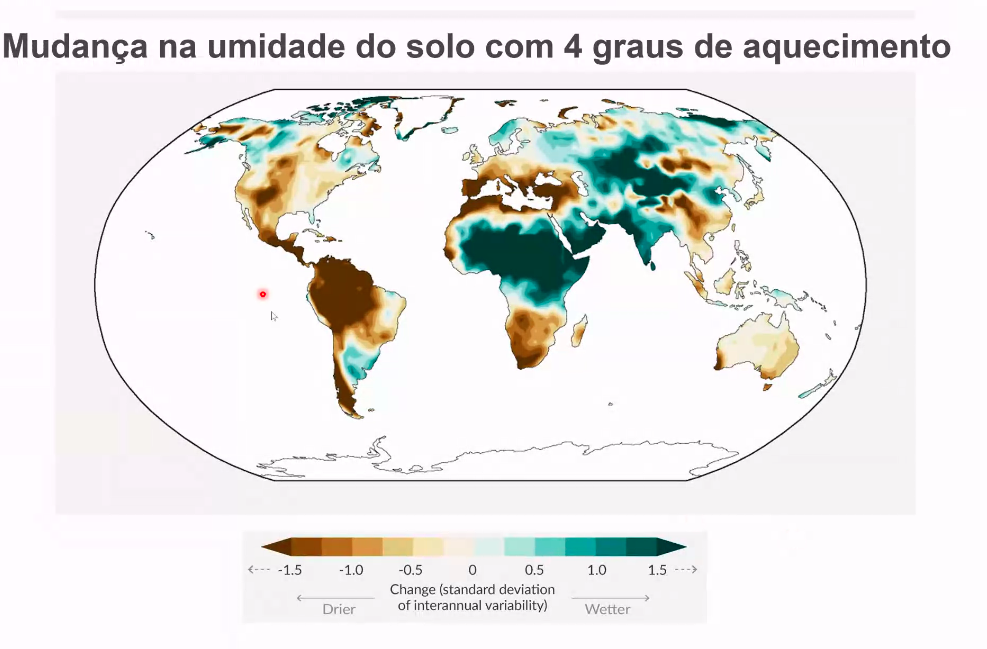 Mudança na umidade do solo com 4 graus de aquecimento
-1.5 -1.0 -0.5 0 0.5 1.0 1.5
Change (standard deviation
of interannual variability)
Drier
Wetter